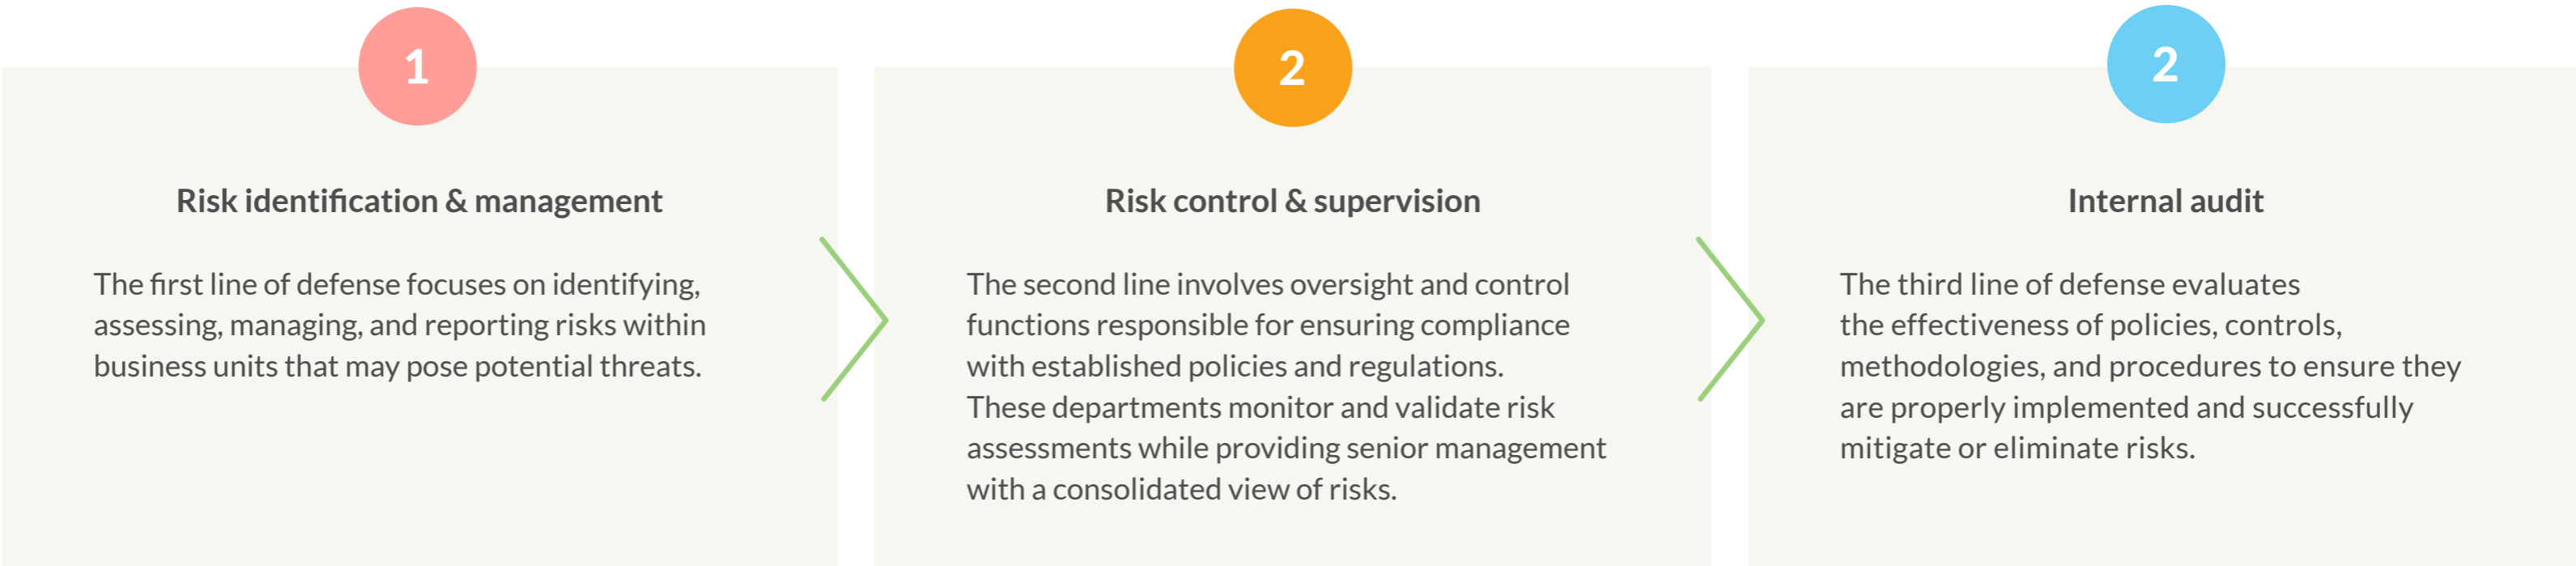 1
Risk identification & management
The first line of defense focuses on identifying,
assessing, managing, and reporting risks within
business units that may pose potential threats.
2
Risk control & supervision
The second line involves oversight and control
functions responsible for ensuring compliance
with established policies and regulations.
These departments monitor and validate risk
assessments while providing senior management
with a consolidated view of risks.
2
Internal audit
The third line of defense evaluates
the effectiveness of policies, controls,
methodologies, and procedures to ensure they
are properly implemented and successfully
mitigate or eliminate risks.